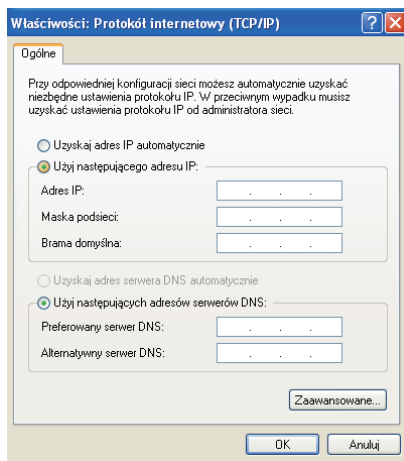 Właściwości: Protokół internetowy (TCP/IP)
Ogólne
Przy odpowiedniej konfiguracji sieci możesz automatycznie uzyskać
niezbędne ustawienia protokołu IP. W przeciwnym wypadku musisz
uzyskać ustawienia protokołu IP od administratora sieci.
Uzyskaj adres IP automatycznie
Użyj następującego adresu IP:
Adres IP:
Maska podsieci:
Brama domyślna:
Uzyskaj adres serwera DNS automatycznie
Użyj następujących adresów serwerów DNS:
Preferowany serwer DNS:
Alternatywny serwer DNS:
Zaawansowane...
OK Anuluj